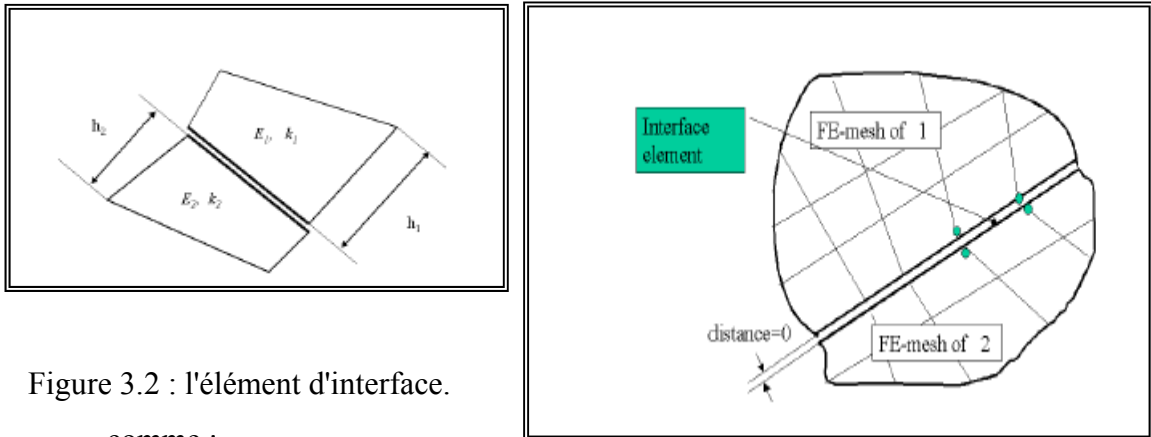 h₂
E₁, k₁
E₂, k₂
h₁
Interface
element
FE-mesh of 1
distance=0
FE-mesh of 2
Figure 3.2 : l'élément d'interface.